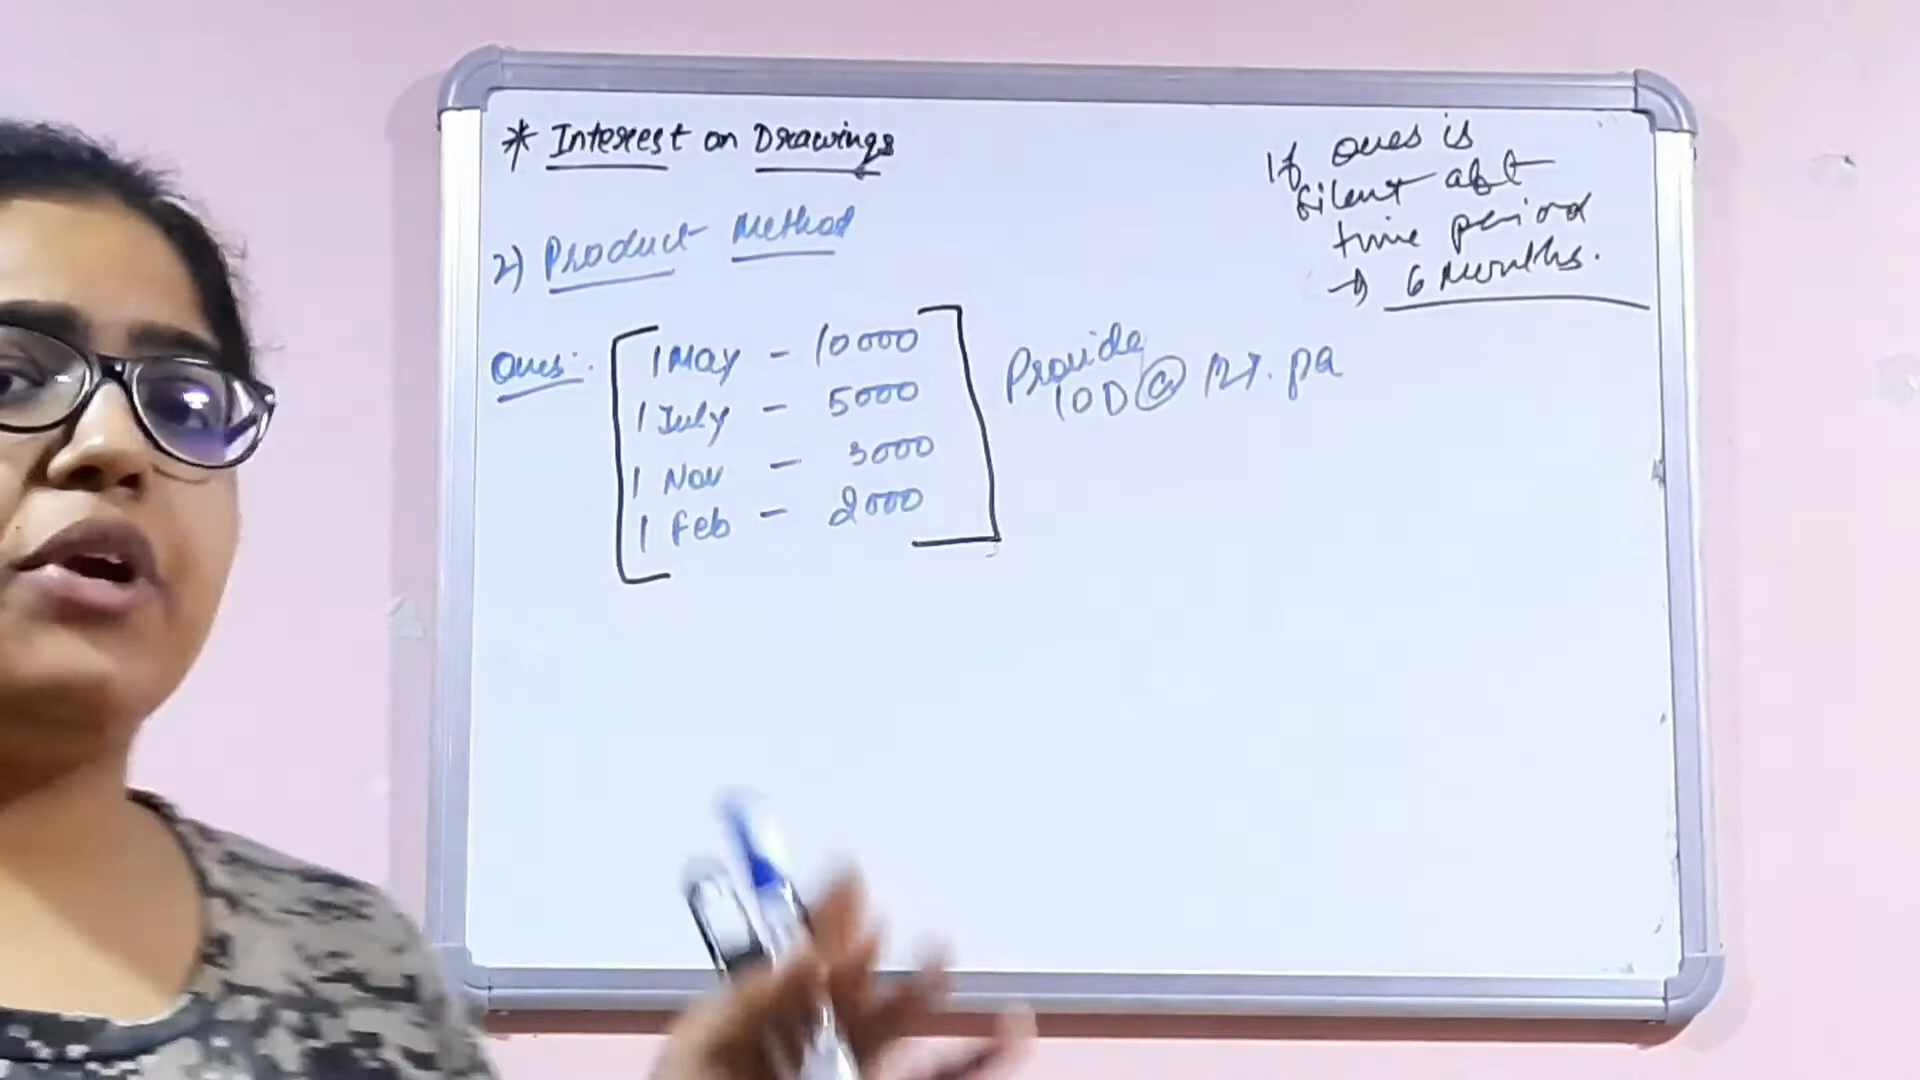 * Interest on Drawings
2) Product Method
Ques:
1 May - 10000
1 July - 5000
1 Nov - 3000
1 Feb - 2000
Provide
IOD @ 12%. pa
If Ques is
silent abt
time period
→ 6 Months.